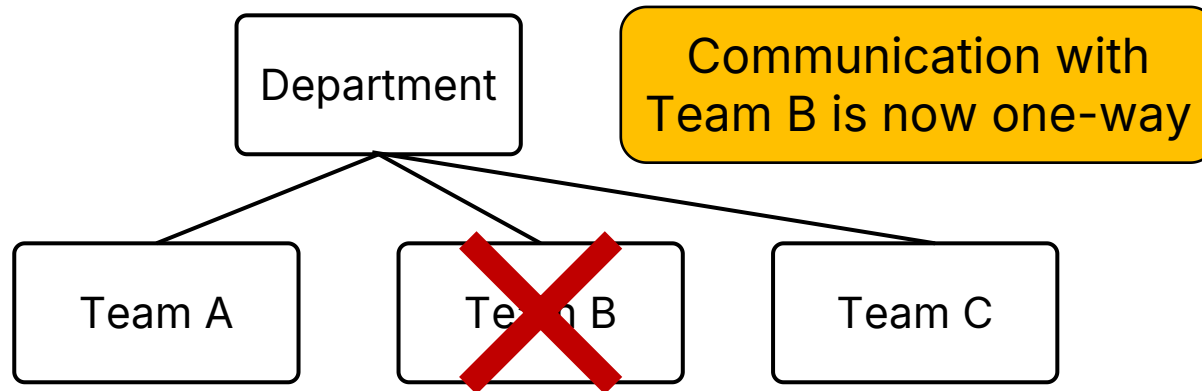 Department
Communication with
Team B is now one-way
Team A
Team B
Team C